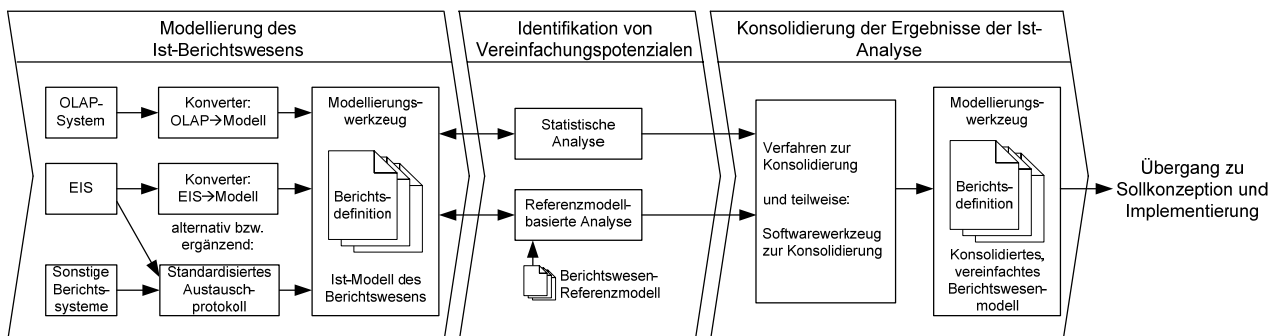 Modellierung des
Ist-Berichtswesens
OLAP-
System
Konverter:
OLAP→Modell
EIS
Konverter:
EIS→Modell
alternativ bzw.
ergänzend:
Sonstige
Berichts-
systeme
Standardisiertes
Austausch-
protokoll
Modellierungs-
werkzeug
Berichts-
definition
Ist-Modell des
Berichtswesens
Identifikation von
Vereinfachungspotenzialen
Statistische
Analyse
Referenzmodell-
basierte Analyse
Berichtswesen-
Referenzmodell
Konsolidierung der Ergebnisse der Ist-
Analyse
Verfahren zur
Konsolidierung
und teilweise:
Softwarewerkzeug
zur Konsolidierung
Modellierungs-
werkzeug
Berichts-
definition
Konsolidiertes,
vereinfachtes
Berichtswesen-
modell
Übergang zu
Sollkonzeption und
Implementierung